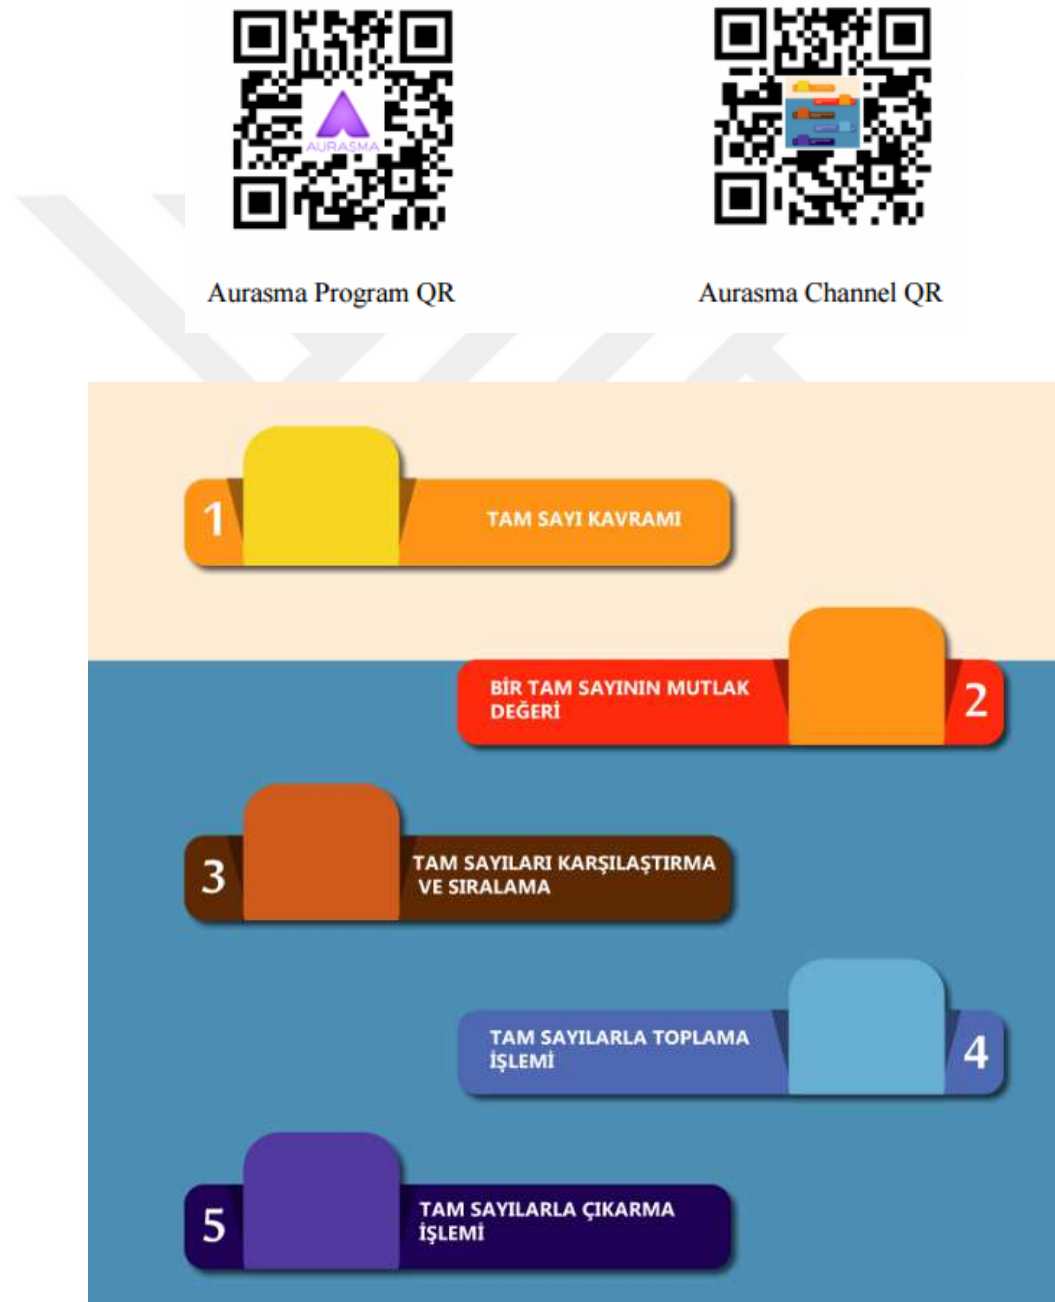 AURASMA
Aurasma Program QR
Aurasma Channel QR
1
TAM SAYI KAVRAMI
BİR TAM SAYININ MUTLAK
DEĞERİ
2
3
TAM SAYILARI KARŞILAŞTIRMA
VE SIRALAMA
TAM SAYILARLA TOPLAMA
İŞLEMİ
4
5
TAM SAYILARLA ÇIKARMA
İŞLEMİ